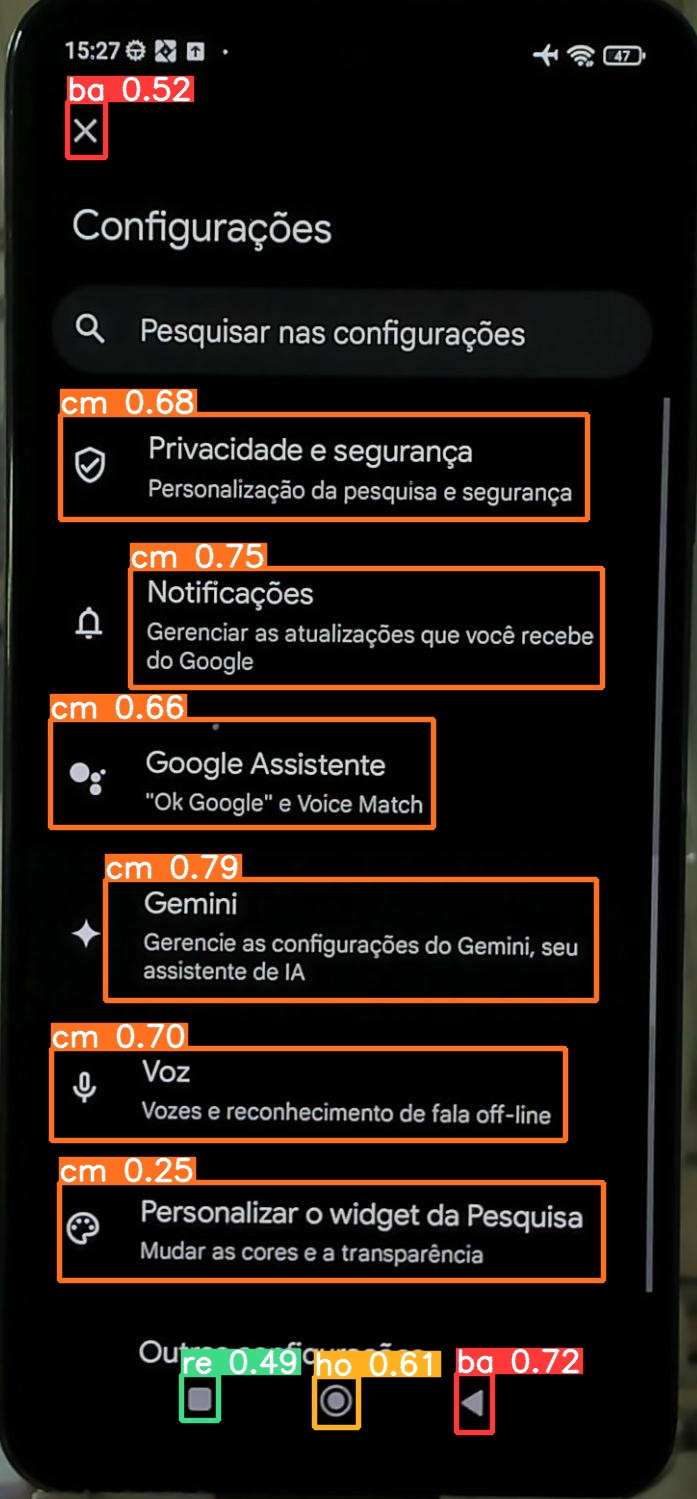 15:27
47
ba 0.52
Configurações
Pesquisar nas configurações
cm 0.68
Privacidade e segurança
Personalização da pesquisa e segurança
cm 0.75
Notificações
Gerenciar as atualizações que você recebe
do Google
cm 0.66
Google Assistente
"Ok Google" e Voice Match
cm 0.79
Gemini
Gerencie as configurações do Gemini, seu
assistente de IA
cm 0.70
Voz
Vozes e reconhecimento de fala off-line
cm 0.25
Personalizar o widget da Pesquisa
Mudar as cores e a transparência
re 0.49 ho 0.61 ba 0.72